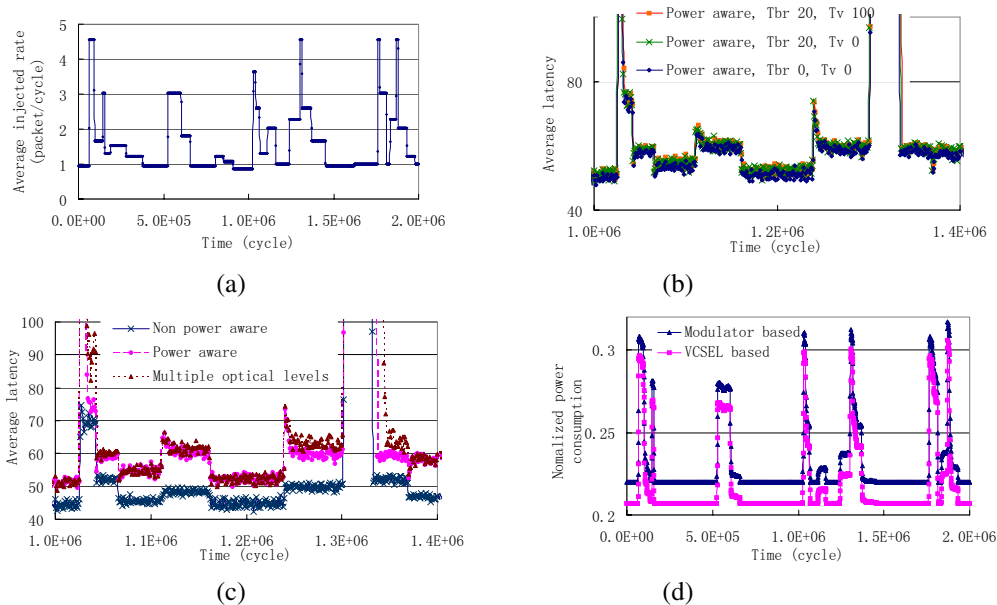 Average injected rate
(packet/cycle)
5
4
3
2
1
0
0.0E+00
5.0E+05
1.0E+06
1.5E+06
2.0E+06
Time (cycle)
(a)
Average latency
80
40
Power aware, Tbr 20, Tv 100
Power aware, Tbr 20, Tv 0
Power aware, Tbr 0, Tv 0
1.0E+06
1.2E+06
1.4E+06
Time (cycle)
(b)
Average latency
100
90
80
70
60
50
40
Non power aware
Power aware
Multiple optical levels
1.0E+06
1.1E+06
1.2E+06
1.3E+06
1.4E+06
Time (cycle)
(c)
Nomalized power
consumption
0.3
0.25
0.2
Modulator based
VCSEL based
0.0E+00
5.0E+05
1.0E+06
1.5E+06
2.0E+06
Time (cycle)
(d)